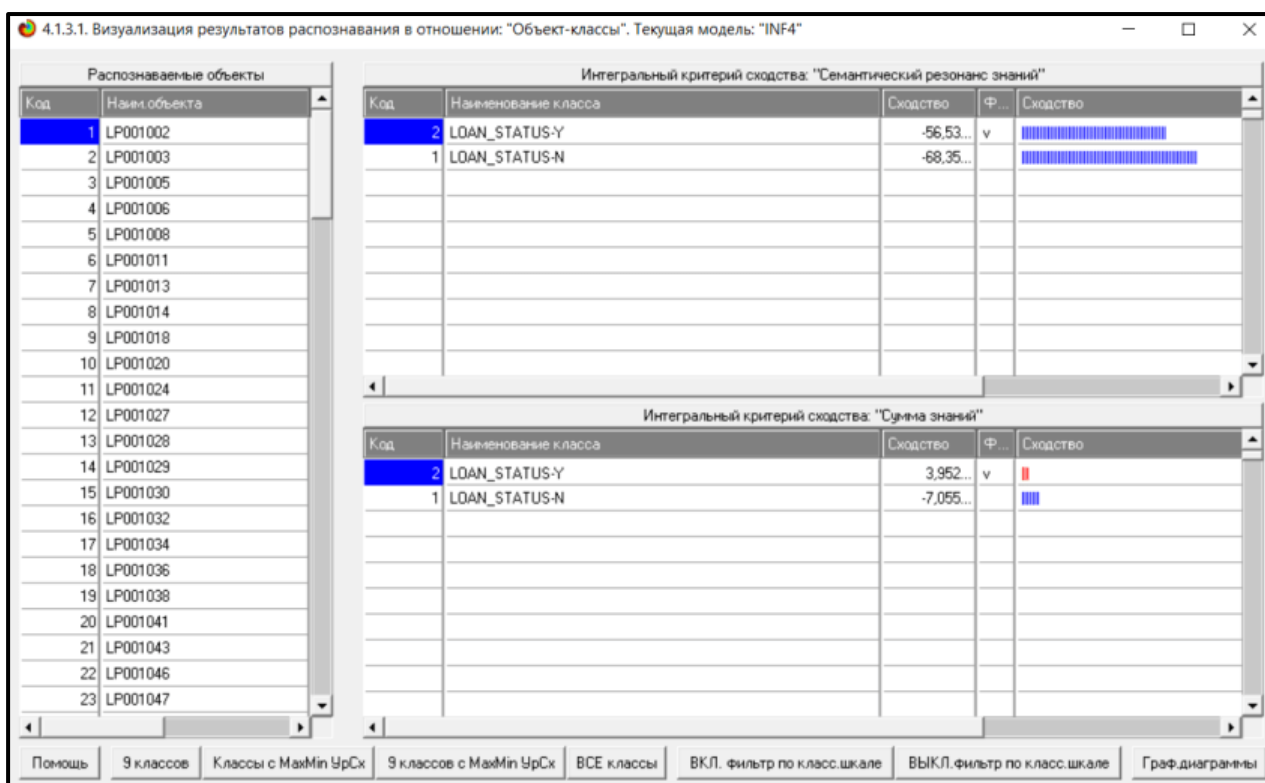 4.1.3.1. Визуализация результатов распознавания в отношении: "Объект-классы". Текущая модель: "INF4"
Распознаваемые объекты
Код Наим.объекта
1 LP001002
2 LP001003
3 LP001005
4 LP001006
5 LP001008
6 LP001011
7 LP001013
8 LP001014
9 LP001018
10 LP001020
11 LP001024
12 LP001027
13 LP001028
14 LP001029
15 LP001030
16 LP001032
17 LP001034
18 LP001036
19 LP001038
20 LP001041
21 LP001043
22 LP001046
23 LP001047
Интегральный критерий сходства: "Семантический резонанс знаний"
Код Наименование класса Сходство Ф... Сходство
2 LOAN_STATUS-Y -56,53... v
1 LOAN_STATUS-N -68,35...
Интегральный критерий сходства: "Сумма знаний"
Код Наименование класса Сходство Ф... Сходство
2 LOAN_STATUS-Y 3,952... v
1 LOAN_STATUS-N -7,055...
Помощь 9 классов Классы с MaxMin УрСх 9 классов с MaxMin УрСх ВСЕ классы ВКЛ. фильтр по класс.шкале ВЫКЛ.фильтр по класс.шкале Граф.диаграммы